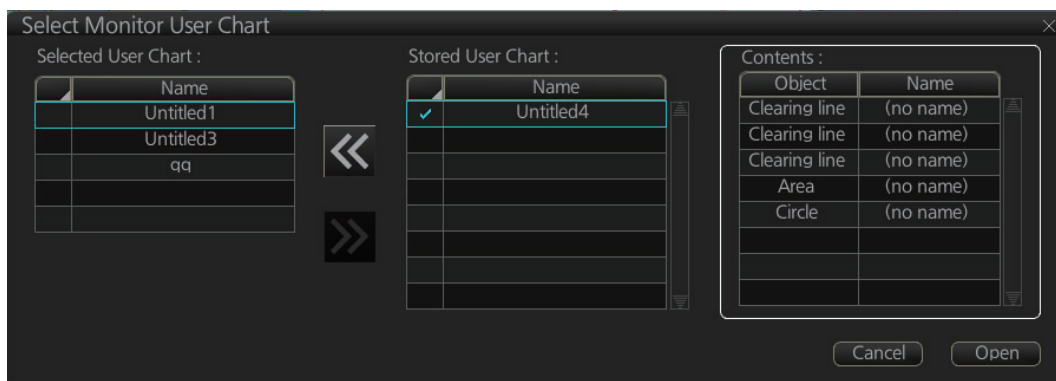 Select Monitor User Chart
Selected User Chart :
Name
Untitled1
Untitled3
qq
Stored User Chart :
Name
Untitled4
Contents :
Object Name
Clearing line (no name)
Clearing line (no name)
Clearing line (no name)
Area (no name)
Circle (no name)
Cancel Open